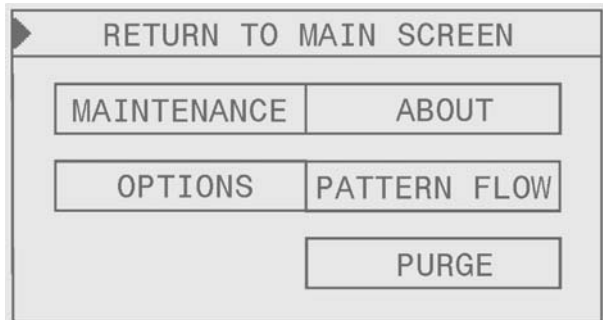 RETURN TO MAIN SCREEN
MAINTENANCE ABOUT
OPTIONS PATTERN FLOW
PURGE